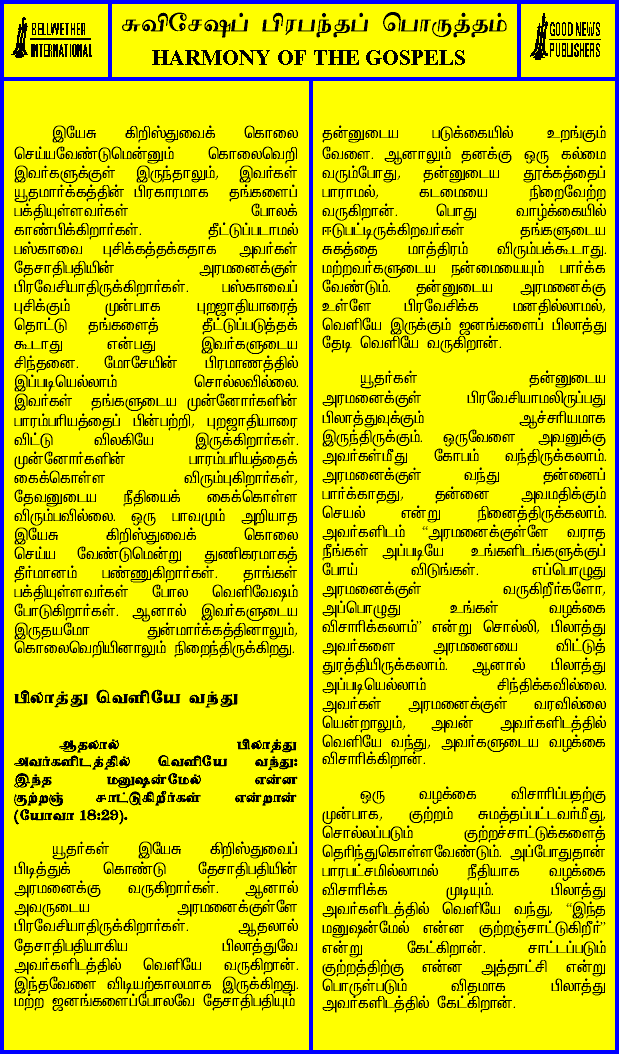 BELLWETHER
INTERNATIONAL
சுவிசேஷப் பிரபந்தப் பொருத்தம்
HARMONY OF THE GOSPELS
GOOD NEWS
PUBLISHERS
இயேசு கிறிஸ்துவைக் கொலை
செய்யவேண்டுமென்னும் கொலைவெறி
இவர்களுக்குள் இருந்தாலும், இவர்கள்
யூதமார்க்கத்தின் பிரகாரமாக தங்களைப்
பக்தியுள்ளவர்கள் போலக்
காண்பிக்கிறார்கள். தீட்டுப்படாமல்
பஸ்காவை புசிக்கத்தக்கதாக அவர்கள்
தேசாதிபதியின் அரமனைக்குள்
பிரவேசியாதிருக்கிறார்கள். பஸ்காவைப்
புசிக்கும் முன்பாக புறஜாதியாரைத்
தொட்டு தங்களைத் தீட்டுப்படுத்தக்
கூடாது என்பது இவர்களுடைய
சிந்தனை. மோசேயின் பிரமாணத்தில்
இப்படியெல்லாம் சொல்லவில்லை.
இவர்கள் தங்களுடைய முன்னோர்களின்
பாரம்பரியத்தைப் பின்பற்றி, புறஜாதியாரை
விட்டு விலகியே இருக்கிறார்கள்.
முன்னோர்களின் பாரம்பரியத்தைக்
கைக்கொள்ள விரும்புகிறார்கள்,
தேவனுடைய நீதியைக் கைக்கொள்ள
விரும்பவில்லை. ஒரு பாவமும் அறியாத
இயேசு கிறிஸ்துவைக் கொலை
செய்ய வேண்டுமென்று துணிகரமாகத்
தீர்மானம் பண்ணுகிறார்கள். தாங்கள்
பக்தியுள்ளவர்கள் போல வெளிவேஷம்
போடுகிறார்கள். ஆனால் இவர்களுடைய
இருதயமோ துன்மார்க்கத்தினாலும்,
கொலைவெறியினாலும் நிறைந்திருக்கிறது.
பிலாத்து வெளியே வந்து
ஆதலால் பிலாத்து
அவர்களிடத்தில் வெளியே வந்து:
இந்த மனுஷன்மேல் என்ன
குற்றஞ் சாட்டுகிறீர்கள் என்றான்
(யோவா 18:29).
யூதர்கள் இயேசு கிறிஸ்துவைப்
பிடித்துக் கொண்டு தேசாதிபதியின்
அரமனைக்கு வருகிறார்கள். ஆனால்
அவருடைய அரமனைக்குள்ளே
பிரவேசியாதிருக்கிறார்கள். ஆதலால்
தேசாதிபதியாகிய பிலாத்துவே
அவர்களிடத்தில் வெளியே வருகிறான்.
இந்தவேளை விடியற்காலமாக இருக்கிறது.
மற்ற ஜனங்களைப்போலவே தேசாதிபதியும்
தன்னுடைய படுக்கையில் உறங்கும்
வேளை. ஆனாலும் தனக்கு ஒரு கல்மை
வரும்போது, தன்னுடைய தூக்கத்தைப்
பாராமல், கடமையை நிறைவேற்ற
வருகிறான். பொது வாழ்க்கையில்
ஈடுபட்டிருக்கிறவர்கள் தங்களுடைய
சுகத்தை மாத்திரம் விரும்பக்கூடாது.
மற்றவர்களுடைய நன்மையையும் பார்க்க
வேண்டும். தன்னுடைய அரமனைக்கு
உள்ளே பிரவேசிக்க மனதில்லாமல்,
வெளியே இருக்கும் ஜனங்களைப் பிலாத்து
தேடி வெளியே வருகிறான்.
யூதர்கள் தன்னுடைய
அரமனைக்குள் பிரவேசியாமலிருப்பது
பிலாத்துவுக்கும் ஆச்சரியமாக
இருந்திருக்கும். ஒருவேளை அவனுக்கு
அவர்கள்மீது கோபம் வந்திருக்கலாம்.
அரமனைக்குள் வந்து தன்னைப்
பார்க்காதது, தன்னை அவமதிக்கும்
செயல் என்று நினைத்திருக்கலாம்.
அவர்களிடம் “அரமனைக்குள்ளே வராத
நீங்கள் அப்படியே உங்களிடங்களுக்குப்
போய் விடுங்கள். எப்பொழுது
அரமனைக்குள் வருகிறீர்களோ,
அப்பொழுது உங்கள் வழக்கை
விசாரிக்கலாம்” என்று சொல்லி, பிலாத்து
அவர்களை அரமனையை விட்டுத்
துரத்தியிருக்கலாம். ஆனால் பிலாத்து
அப்படியெல்லாம் சிந்திக்கவில்லை.
அவர்கள் அரமனைக்குள் வரவில்லை
யென்றாலும், அவன் அவர்களிடத்தில்
வெளியே வந்து, அவர்களுடைய வழக்கை
விசாரிக்கிறான்.
ஒரு வழக்கை விசாரிப்பதற்கு
முன்பாக, குற்றம் சுமத்தப்பட்டவர்மீது,
சொல்லப்படும் குற்றச்சாட்டுக்களைத்
தெரிந்துகொள்ளவேண்டும். அப்போதுதான்
பாரபட்சமில்லாமல் நீதியாக வழக்கை
விசாரிக்க முடியும். பிலாத்து
அவர்களிடத்தில் வெளியே வந்து, “இந்த
மனுஷன்மேல் என்ன குற்றஞ்சாட்டுகிறீர்”
என்று கேட்கிறான். சாட்டப்படும்
குற்றத்திற்கு என்ன அத்தாட்சி என்று
பொருள்படும் விதமாக பிலாத்து
அவர்களிடத்தில் கேட்கிறான்.